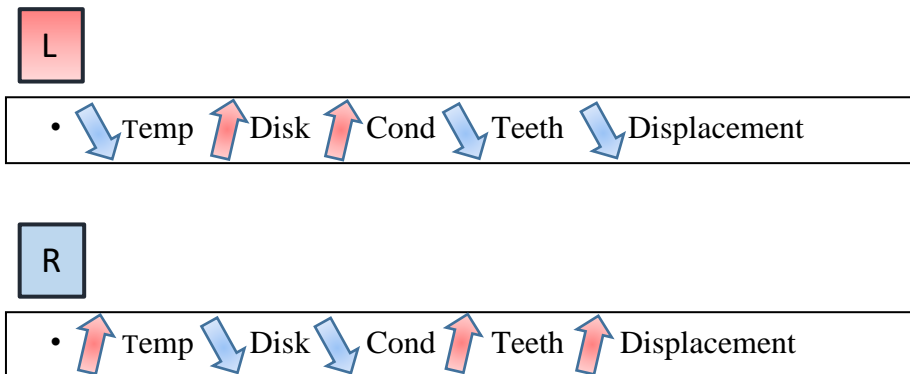 L
• Temp Disk Cond Teeth Displacement
R
• Temp Disk Cond Teeth Displacement